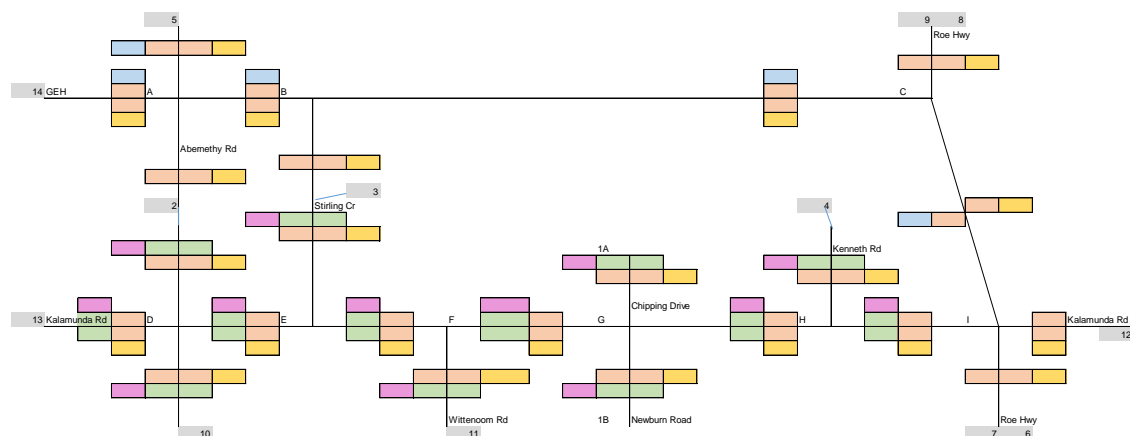 5
9 8
Roe Hwy
14 GEH A B C
Abernethy Rd
3
2 Stirling Cr 4
1A Kenneth Rd
Chipping Drive
13 Kalamunda Rd D E F G H I Kalamunda Rd
12
Wittenoom Rd 1B Newburn Road Roe Hwy
10 11 7 6